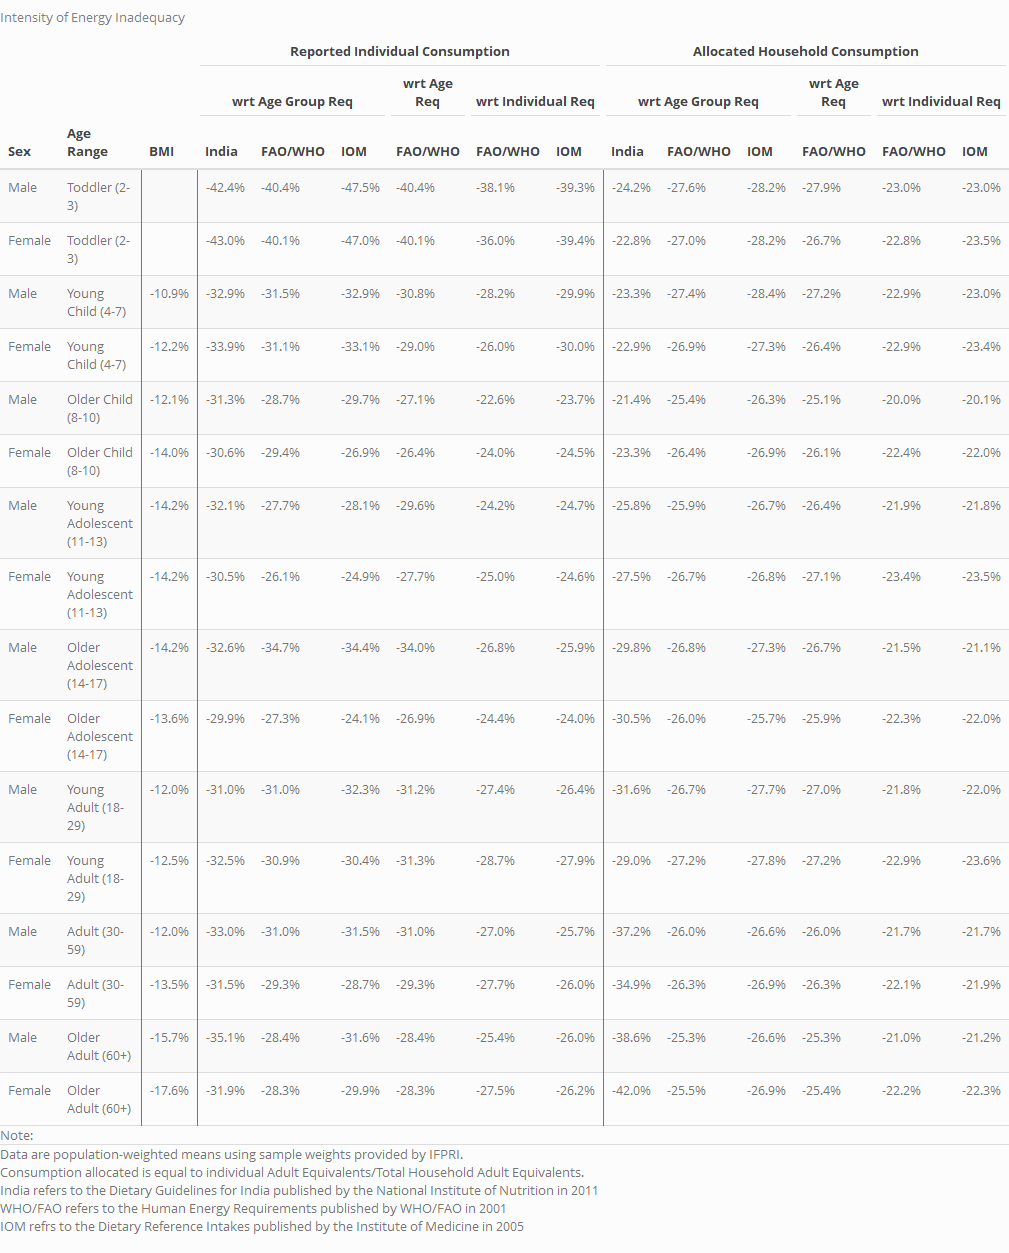 Intensity of Energy Inadequacy
Reported Individual Consumption Allocated Household Consumption
wrt Age Group Req wrt Age Req wrt Individual Req wrt Age Group Req wrt Age Req wrt Individual Req
Sex Age Range BMI India FAO/WHO IOM FAO/WHO FAO/WHO IOM India FAO/WHO IOM FAO/WHO FAO/WHO IOM
Male Toddler (2-3) -42.4% -40.4% -47.5% -40.4% -38.1% -39.3% -24.2% -27.6% -28.2% -27.9% -23.0% -23.0%
Female Toddler (2-3) -43.0% -40.1% -47.0% -40.1% -36.0% -39.4% -22.8% -27.0% -28.2% -26.7% -22.8% -23.5%
Male Young Child (4-7) -10.9% -32.9% -31.5% -32.9% -30.8% -28.2% -29.9% -23.3% -27.4% -28.4% -27.2% -22.9% -23.0%
Female Young Child (4-7) -12.2% -33.9% -31.1% -33.1% -29.0% -26.0% -30.0% -22.9% -26.9% -27.3% -26.4% -22.9% -23.4%
Male Older Child (8-10) -12.1% -31.3% -28.7% -29.7% -27.1% -22.6% -23.7% -21.4% -25.4% -26.3% -25.1% -20.0% -20.1%
Female Older Child (8-10) -14.0% -30.6% -29.4% -26.9% -26.4% -24.0% -24.5% -23.3% -26.4% -26.9% -26.1% -22.4% -22.0%
Male Young Adolescent (11-13) -14.2% -32.1% -27.7% -28.1% -29.6% -24.2% -24.7% -25.8% -25.9% -26.7% -26.4% -21.9% -21.8%
Female Young Adolescent (11-13) -14.2% -30.5% -26.1% -24.9% -27.7% -25.0% -24.6% -27.5% -26.7% -26.8% -27.1% -23.4% -23.5%
Male Older Adolescent (14-17) -14.2% -32.6% -34.7% -34.4% -34.0% -26.8% -25.9% -29.8% -26.8% -27.3% -26.7% -21.5% -21.1%
Female Older Adolescent (14-17) -13.6% -29.9% -27.3% -24.1% -26.9% -24.4% -24.0% -30.5% -26.0% -25.7% -25.9% -22.3% -22.0%
Male Young Adult (18-29) -12.0% -31.0% -31.0% -32.3% -31.2% -27.4% -26.4% -31.6% -26.7% -27.7% -27.0% -21.8% -22.0%
Female Young Adult (18-29) -12.5% -32.5% -30.9% -30.4% -31.3% -28.7% -27.9% -29.0% -27.2% -27.8% -27.2% -22.9% -23.6%
Male Adult (30-59) -12.0% -33.0% -31.0% -31.5% -31.0% -27.0% -25.7% -37.2% -26.0% -26.6% -26.0% -21.7% -21.7%
Female Adult (30-59) -13.5% -31.5% -29.3% -28.7% -29.3% -27.7% -26.0% -34.9% -26.3% -26.9% -26.3% -22.1% -21.9%
Male Older Adult (60+) -15.7% -35.1% -28.4% -31.6% -28.4% -25.4% -26.0% -38.6% -25.3% -26.6% -25.3% -21.0% -21.2%
Female Older Adult (60+) -17.6% -31.9% -28.3% -29.9% -28.3% -27.5% -26.2% -42.0% -25.5% -26.9% -25.4% -22.2% -22.3%
Note:
Data are population-weighted means using sample weights provided by IFPRI.
Consumption allocated is equal to individual Adult Equivalents/Total Household Adult Equivalents.
India refers to the Dietary Guidelines for India published by the National Institute of Nutrition in 2011
WHO/FAO refers to the Human Energy Requirements published by WHO/FAO in 2001
IOM refrs to the Dietary Reference Intakes published by the Institute of Medicine in 2005